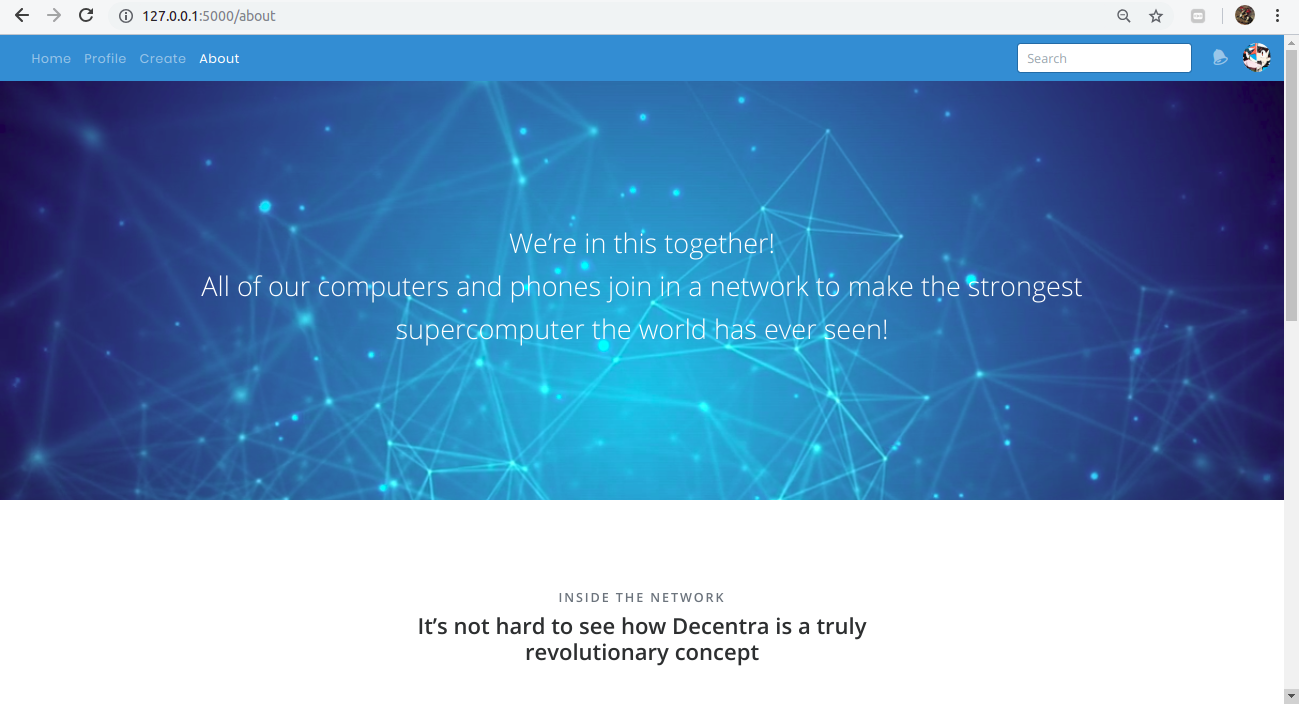 127.0.0.1:5000/about
Home Profile Create About Search
We’re in this together!
All of our computers and phones join in a network to make the strongest
supercomputer the world has ever seen!
INSIDE THE NETWORK
It’s not hard to see how Decentra is a truly
revolutionary concept